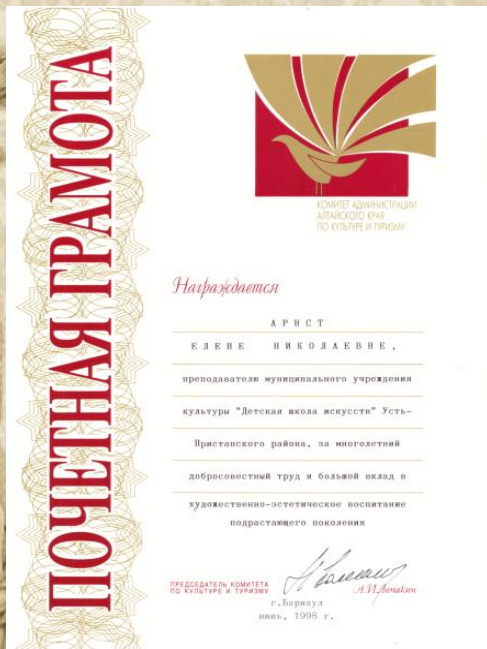 ПОЧЕТНАЯ ГРАМОТА
КОМИТЕТ АДМИНИСТРАЦИИ
АЛТАЙСКОГО КРАЯ
ПО КУЛЬТУРЕ И ТУРИЗМУ
Награждается
АРНСТ
ЕЛЕНЕ НИКОЛАЕВНЕ,
преподавателю муниципального учреждения
культуры "Детская школа искусств" Усть-
Пристанского района, за многолетний
добросовестный труд и большой вклад в
художественно-эстетическое воспитание
подрастающего поколения
ПРЕДСЕДАТЕЛЬ КОМИТЕТА
ПО КУЛЬТУРЕ И ТУРИЗМУ
А.И.Ломакин
г.Барнаул
июнь, 1998 г.